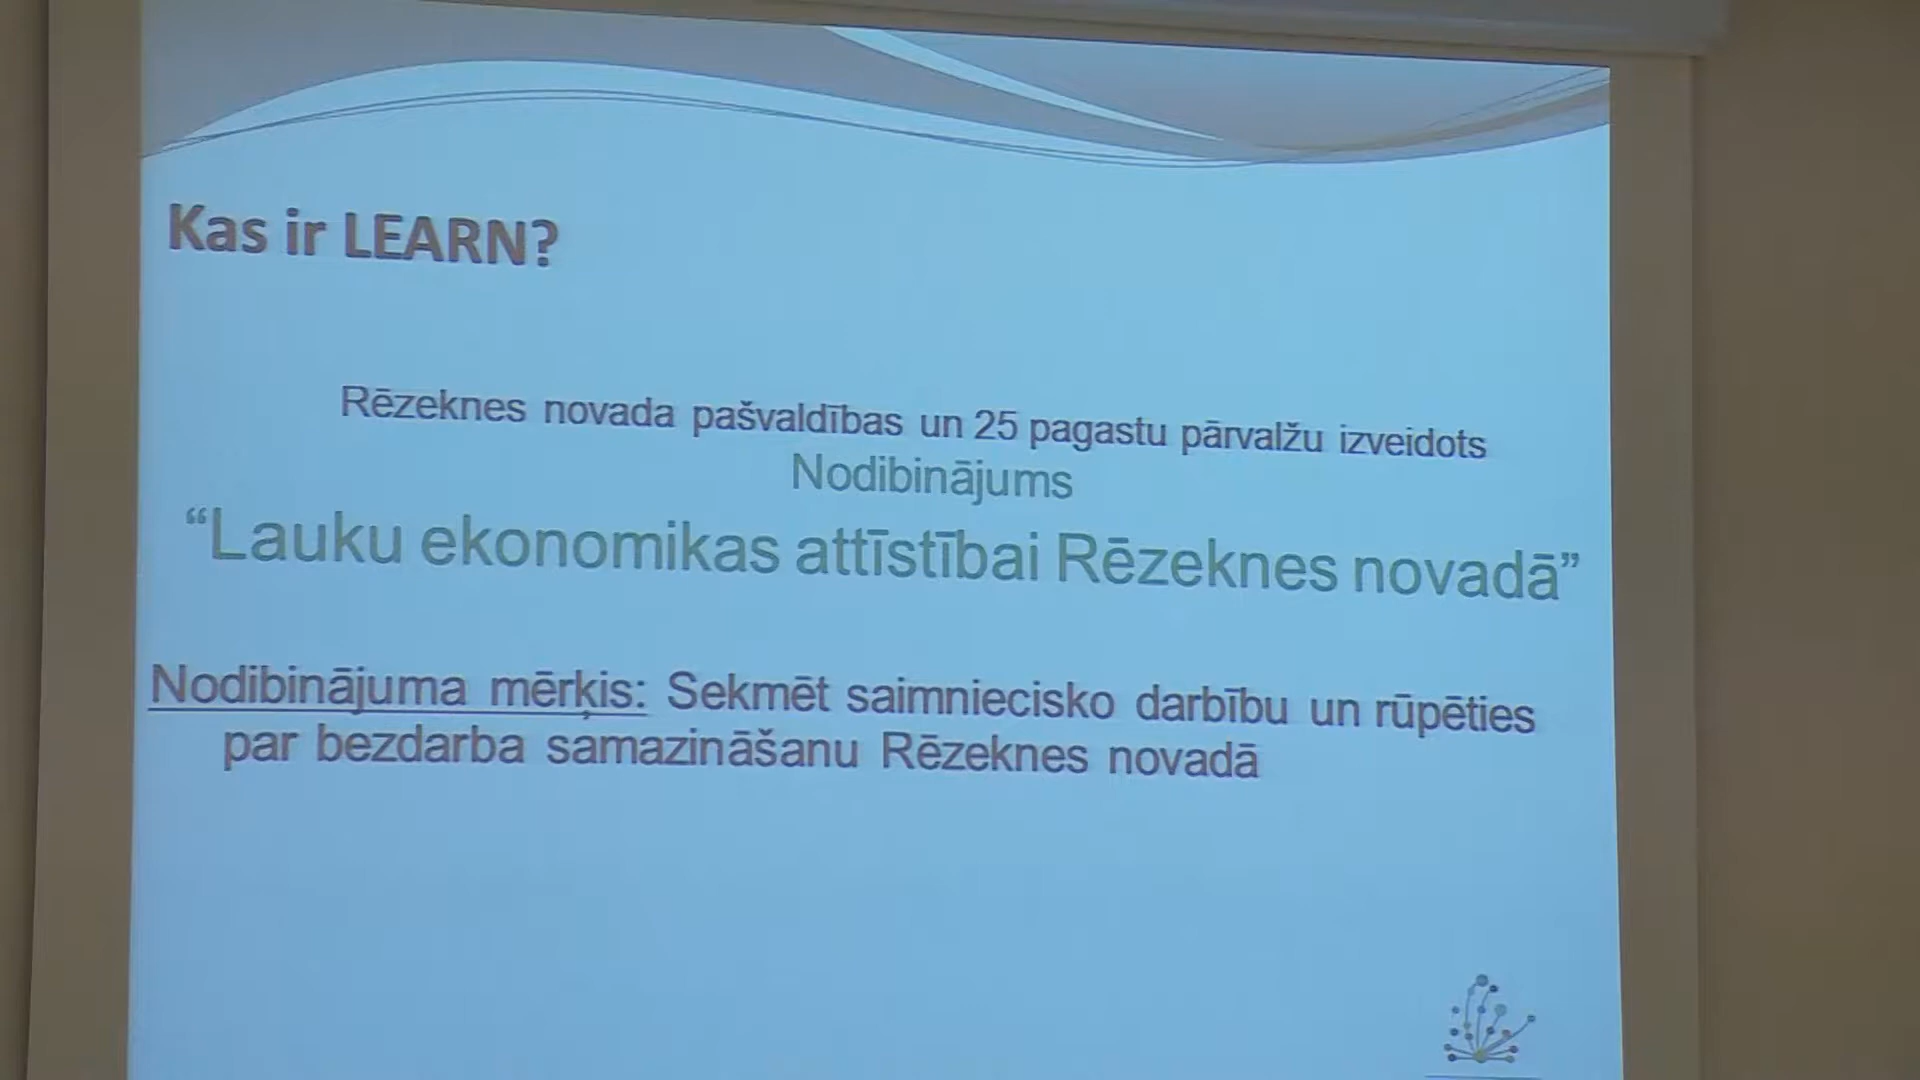 Kas ir LEARN?
Rēzeknes novada pašvaldības un 25 pagastu pārvalžu izveidots
Nodibinājums
“Lauku ekonomikas attīstībai Rēzeknes novadā”
Nodibinājuma mērķis: Sekmēt saimniecisko darbību un rūpēties
par bezdarba samazināšanu Rēzeknes novadā